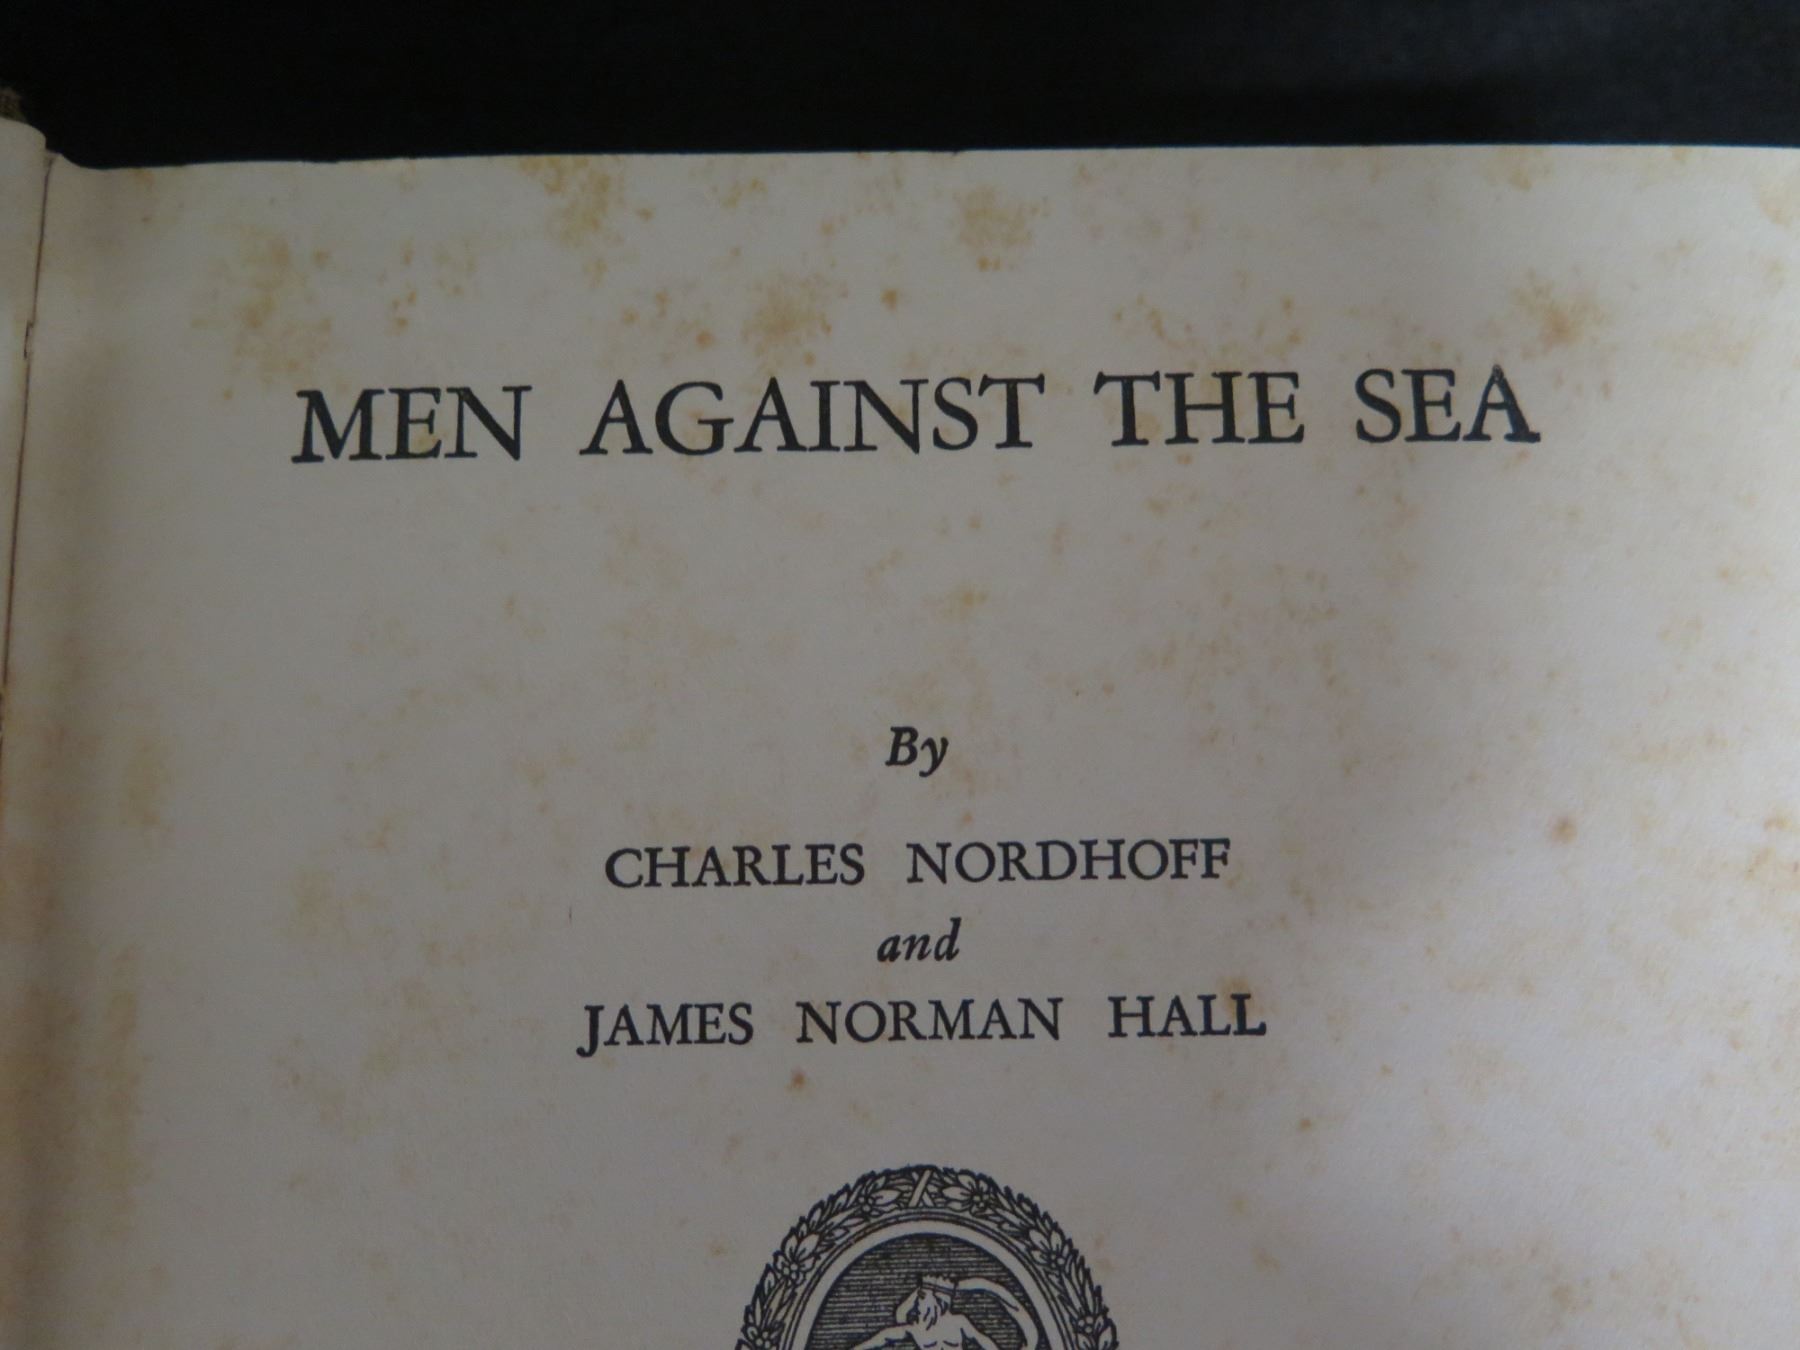 MEN AGAINST THE SEA
By
CHARLES NORDHOFF
and
JAMES NORMAN HALL